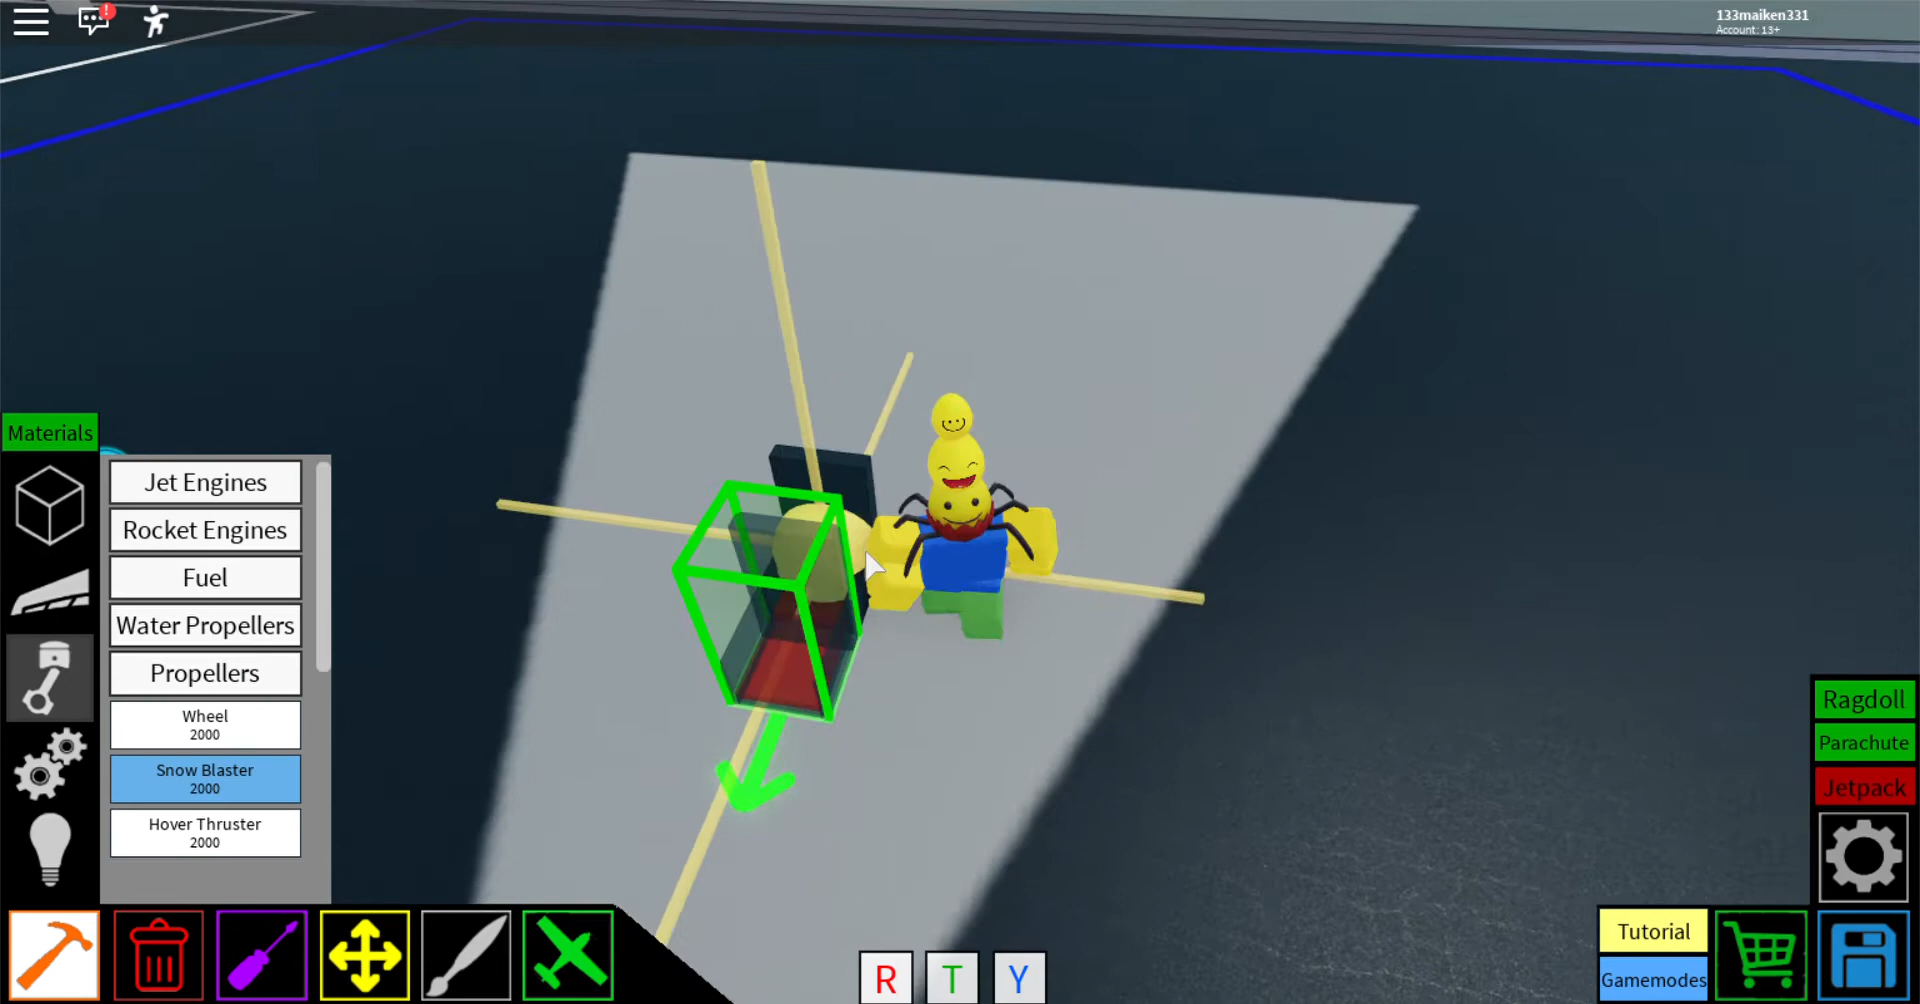 !
133maiken331
Account: 13+
Materials
Jet Engines
Rocket Engines
Fuel
Water Propellers
Propellers
Wheel
2000
Snow Blaster
2000
Hover Thruster
2000
Ragdoll
Parachute
Jetpack
Tutorial
Gamemodes
R
T
Y